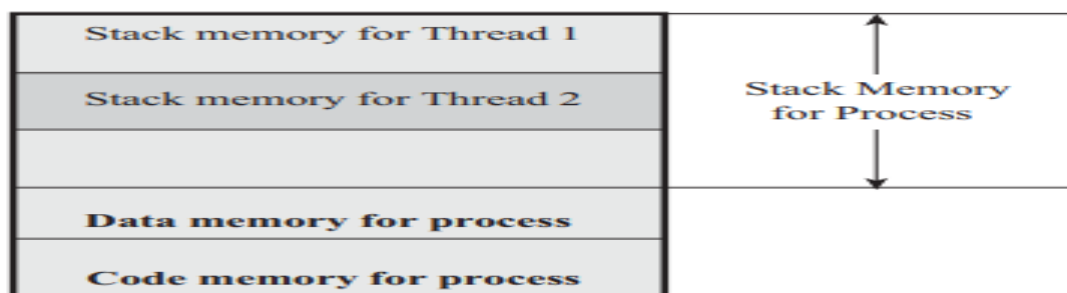 Stack memory for Thread 1
Stack memory for Thread 2
Data memory for process
Code memory for process
Stack Memory
for Process